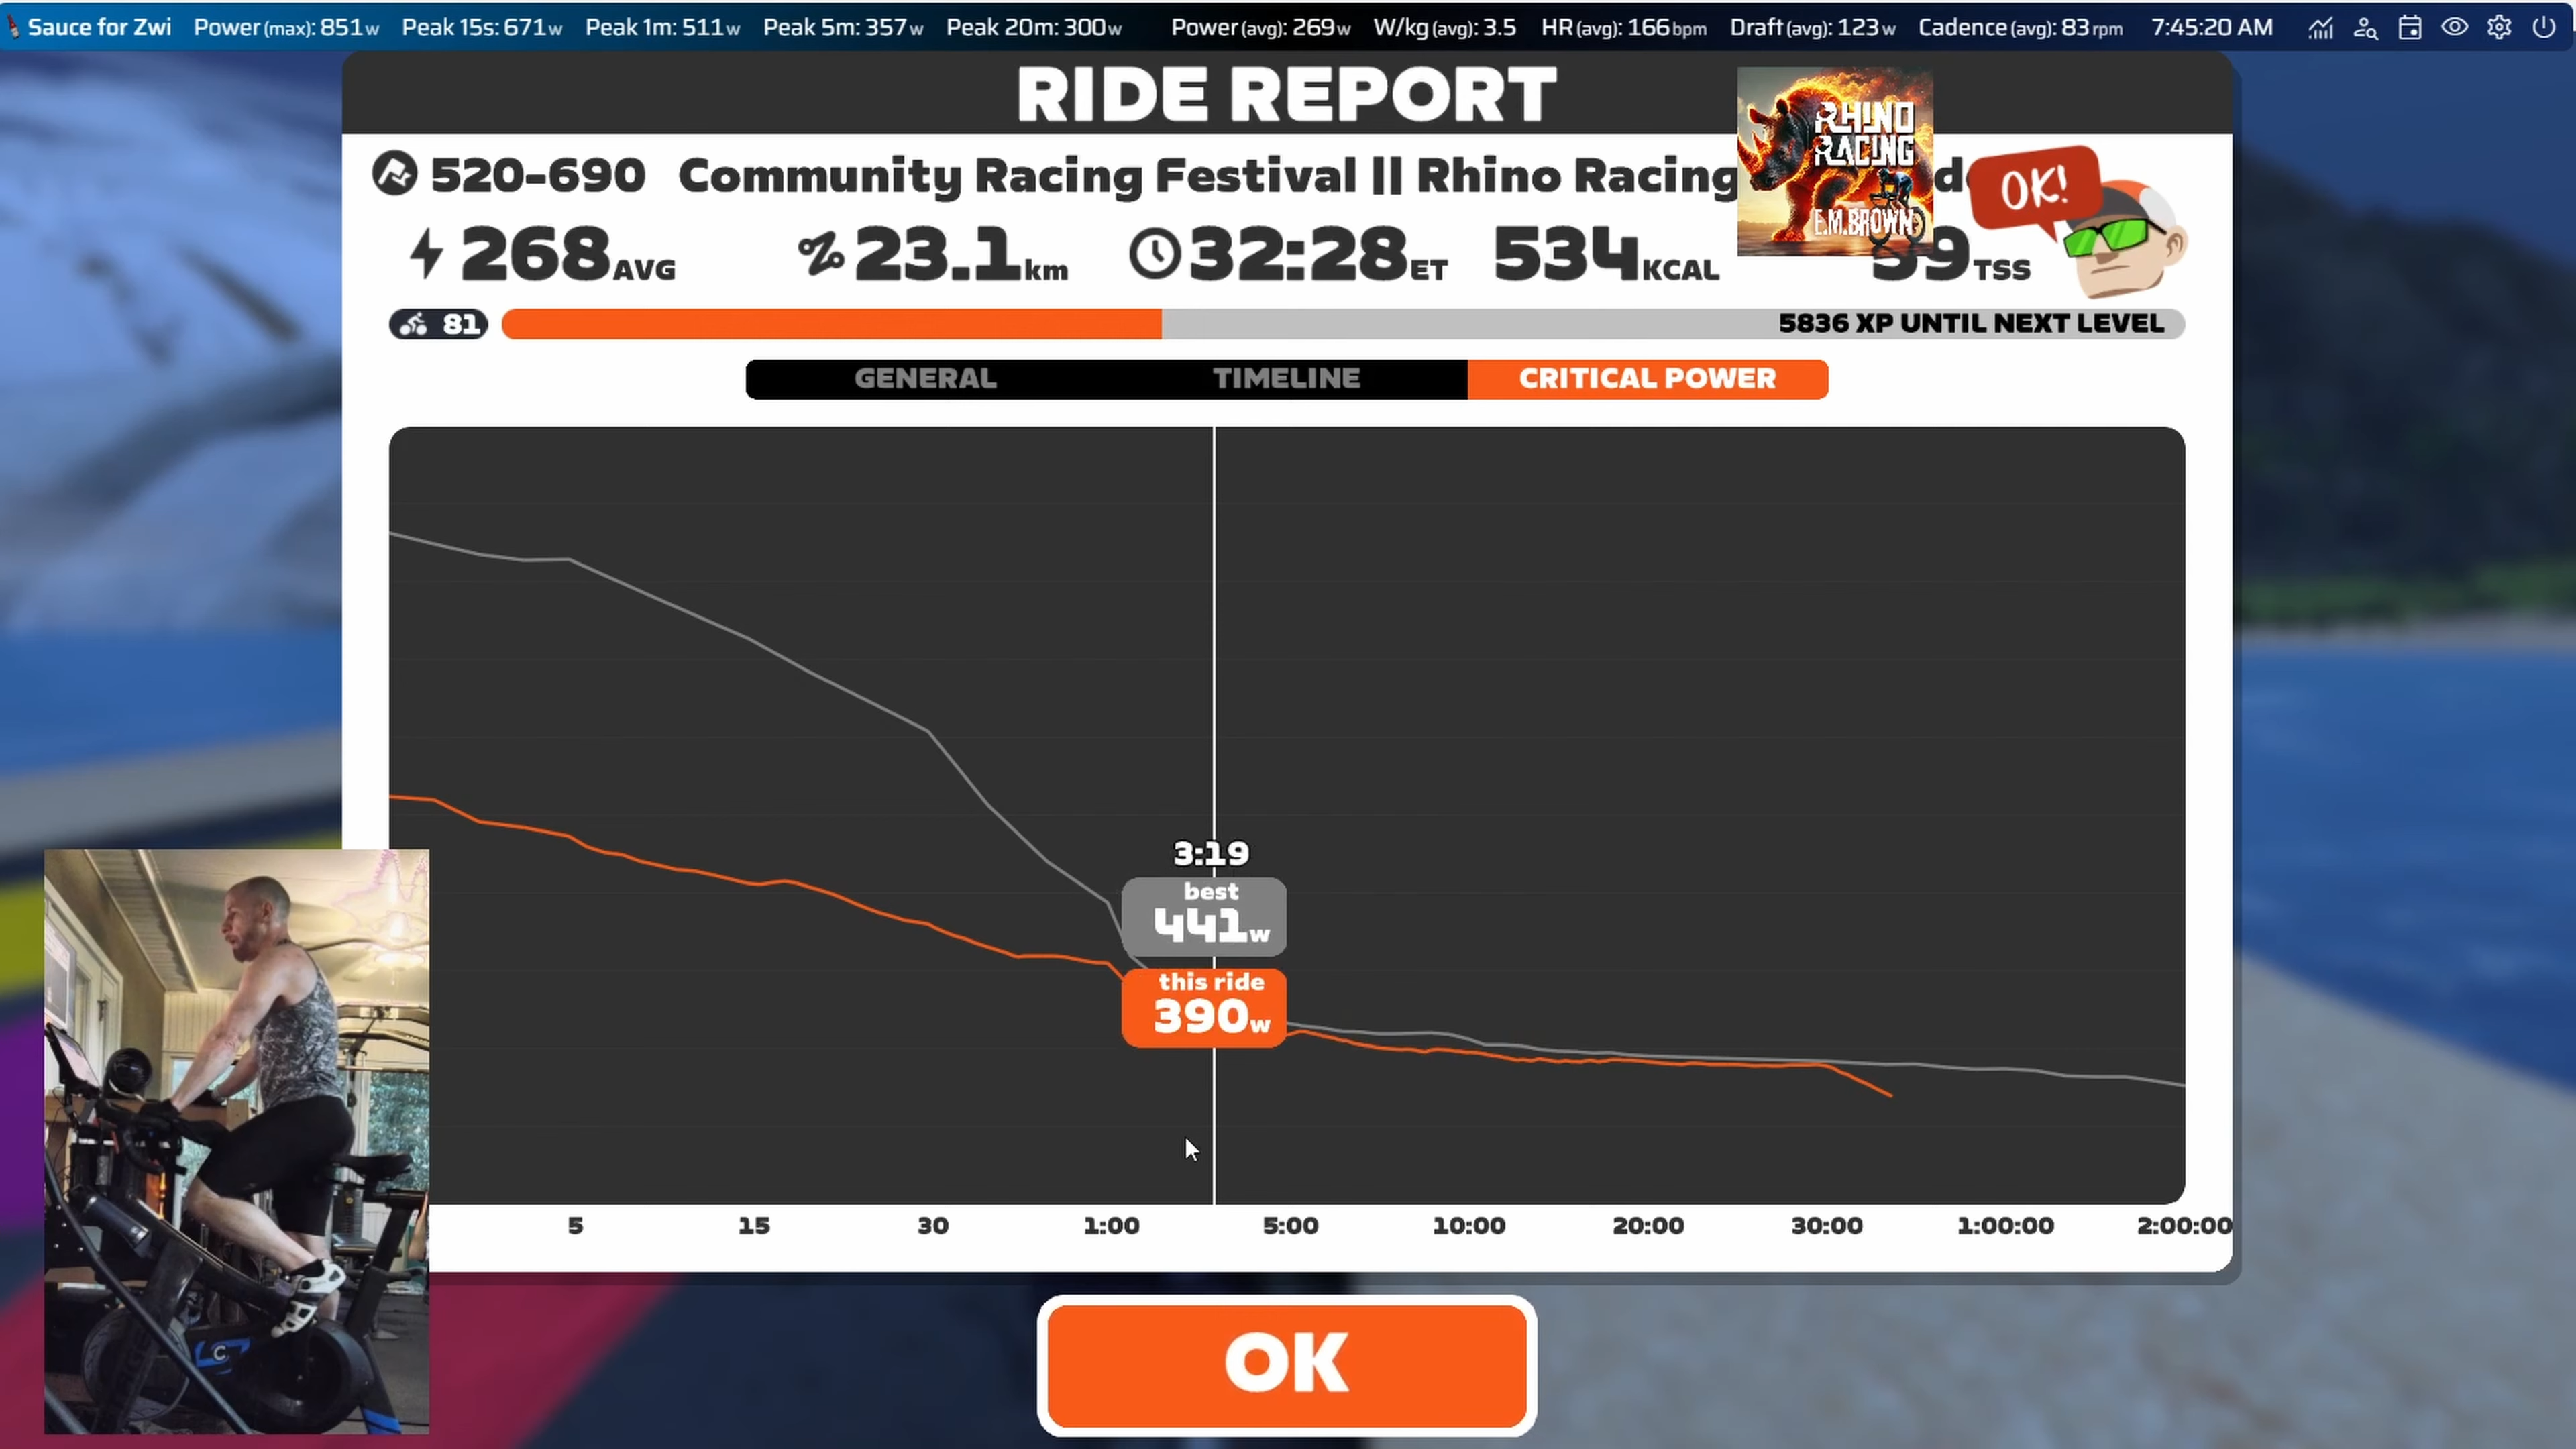 Sauce for Zwi Power(max): 851w Peak 15s: 671w Peak 1m: 511w Peak 5m: 357w Peak 20m: 300w Power(avg): 269w W/kg(avg): 3.5 HR(avg): 166bpm Draft(avg): 123w Cadence(avg): 83rpm 7:45:20 AM
RIDE REPORT
RHINO
RACING
E.M.BROWN
520-690 Community Racing Festival || Rhino Racing
OK!
268AVG 23.1km 32:28ET 534KCAL 59TSS
81 5836 XP UNTIL NEXT LEVEL
GENERAL TIMELINE CRITICAL POWER
3:19
best
441w
this ride
390w
5 15 30 1:00 5:00 10:00 20:00 30:00 1:00:00 2:00:00
OK